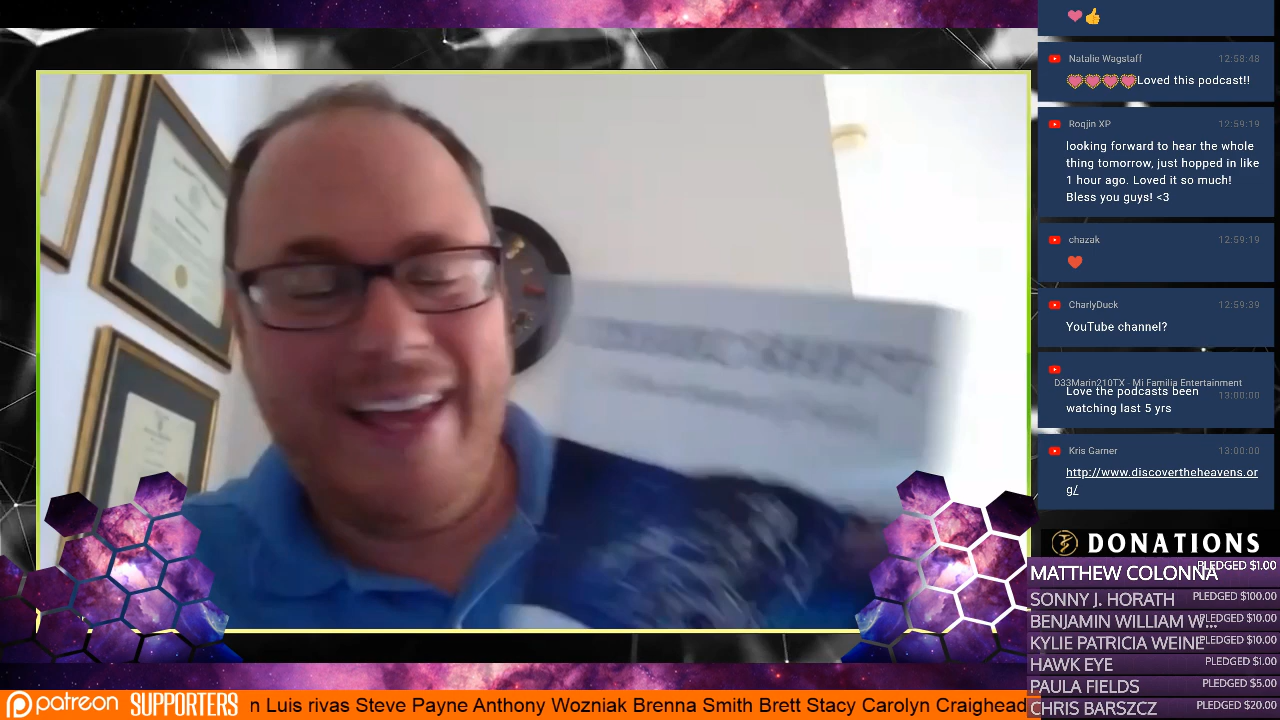 Natalie Wagstaff 12:58:48
Loved this podcast!!
Roqjin XP 12:59:19
looking forward to hear the whole
thing tomorrow, just hopped in like
1 hour ago. Loved it so much!
Bless you guys! <3
chazak 12:59:19
CharlyDuck 12:59:39
YouTube channel?
D33Marin210TX - Mi Familia Entertainment
Love the podcasts been 13:00:00
watching last 5 yrs
Kris Garner 13:00:00
http://www.discovertheheavens.or
g/
DONATIONS
MATTHEW COLONNA PLEDGED $1.00
SONNY J. HORATH PLEDGED $100.00
BENJAMIN WILLIAM W... PLEDGED $10.00
KYLIE PATRICIA WEINE PLEDGED $10.00
HAWK EYE PLEDGED $1.00
PAULA FIELDS PLEDGED $5.00
CHRIS BARSZCZ PLEDGED $20.00
patreon SUPPORTERS n Luis rivas Steve Payne Anthony Wozniak Brenna Smith Brett Stacy Carolyn Craighead